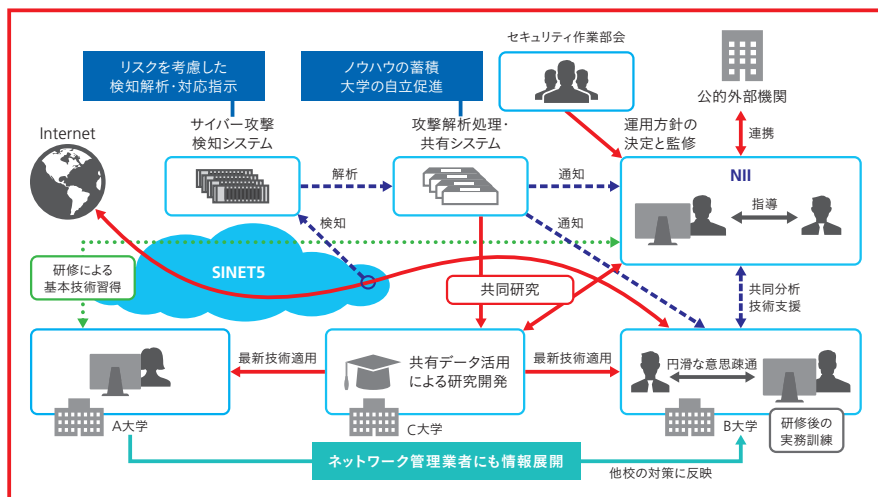 セキュリティ作業部会
リスクを考慮した
検知解析・対応指示
ノウハウの蓄積
大学の自立促進
公的外部機関
Internet
サイバー攻撃
検知システム
攻撃解析処理・
共有システム
運用方針の
決定と監修
連携
NII
解析
通知
指導
検知
通知
SINET5
研修による
基本技術習得
共同研究
共同分析
技術支援
最新技術適用
共有データ活用
による研究開発
最新技術適用
円滑な意思疎通
A大学
C大学
B大学
研修後の
実務訓練
ネットワーク管理業者にも情報展開
他校の対策に反映